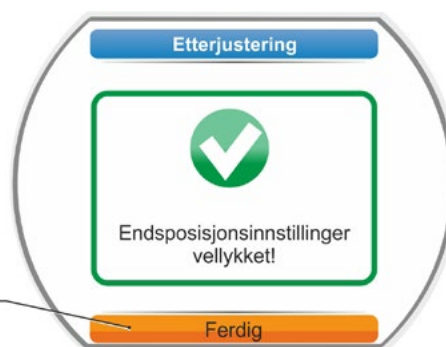 Etterjustering
Endsposisjonsinnstillinger
vellykket!
Ferdig